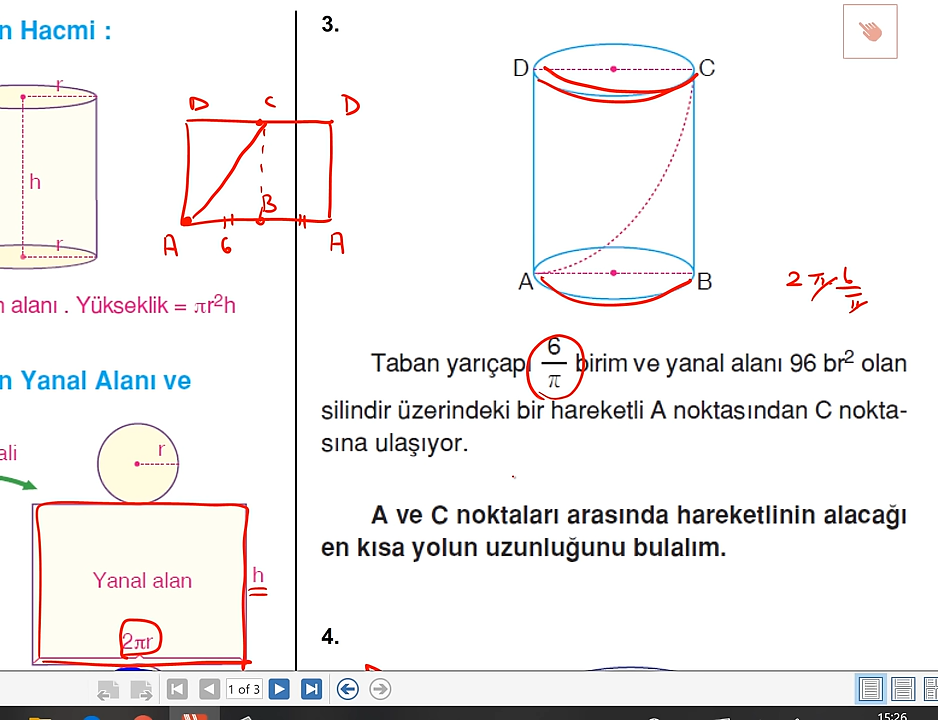 n Hacmi :
r
h
r
n alanı . Yükseklik = πr²h
n Yanal Alanı ve
ali
r
Yanal alan
h
2πr
D C D
A 6 B A
3.
D C
A B
2π 6/π
Taban yarıçapı 6/π birim ve yanal alanı 96 br² olan
silindir üzerindeki bir hareketli A noktasından C nokta-
sına ulaşıyor.
A ve C noktaları arasında hareketlinin alacağı
en kısa yolun uzunluğunu bulalım.
4.
1 of 3
15:26